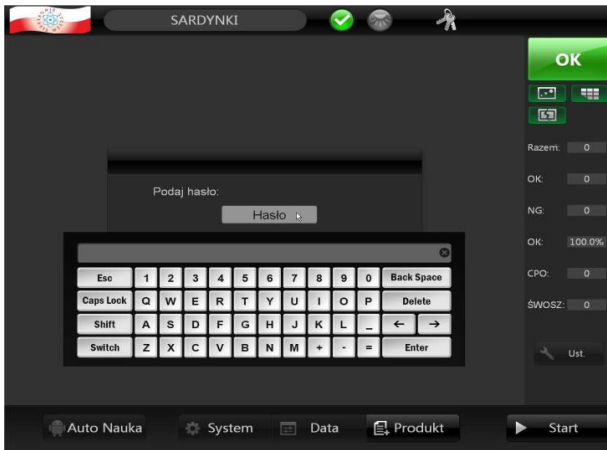 SARDYNKI
OK
Razem: 0
OK: 0
NG: 0
OK: 100.0%
CPO: 0
ŚWOSZ: 0
Ust.
Podaj hasło:
Hasło
Esc 1 2 3 4 5 6 7 8 9 0 Back Space
Caps Lock Q W E R T Y U I O P Delete
Shift A S D F G H J K L _ ← →
Switch Z X C V B N M + - = Enter
Auto Nauka System Data Produkt Start